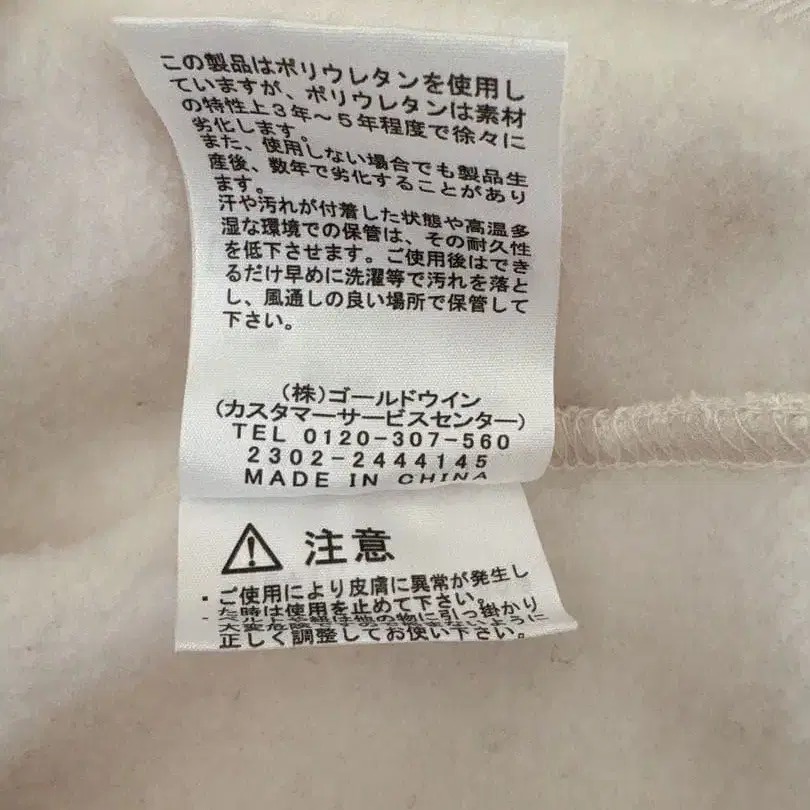 この製品はポリウレタンを使用し
ていますが、ポリウレタンは素材
の特性上3年～5年程度で徐々に
劣化します。
また、使用しない場合でも製品生
産後、数年で劣化することがあり
ます。
汗や汚れが付着した状態や高温多
湿な環境での保管は、その耐久性
を低下させます。ご使用後はでき
るだけ早めに洗濯等で汚れを落と
し、風通しの良い場所で保管して
下さい。
（株）ゴールドウイン
（カスタマーサービスセンター）
TEL 0120-307-560
2302-2444145
MADE IN CHINA
注意
・ご使用により皮膚に異常が発生し
た時は使用を止めて下さい。
物に引っ掛かり
大変危険
正しく調整してお使い下さい。